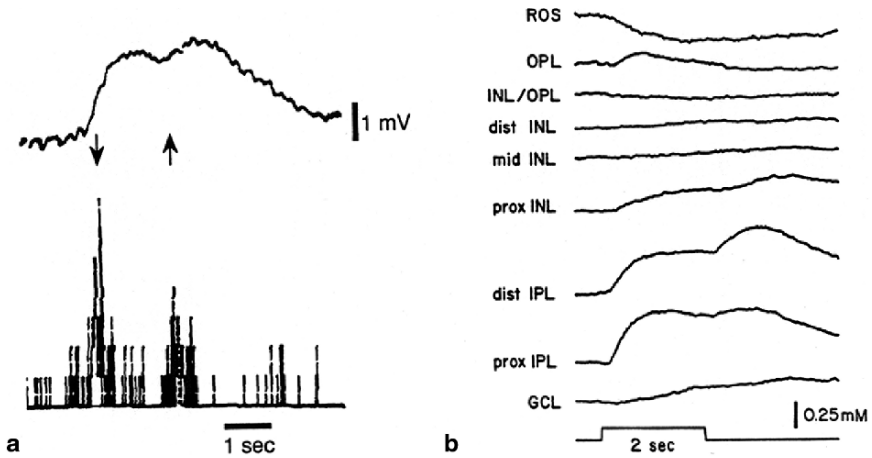 1 mV
1 sec
a
ROS
OPL
INL/OPL
dist INL
mid INL
prox INL
dist IPL
prox IPL
GCL
0.25mM
2 sec
b